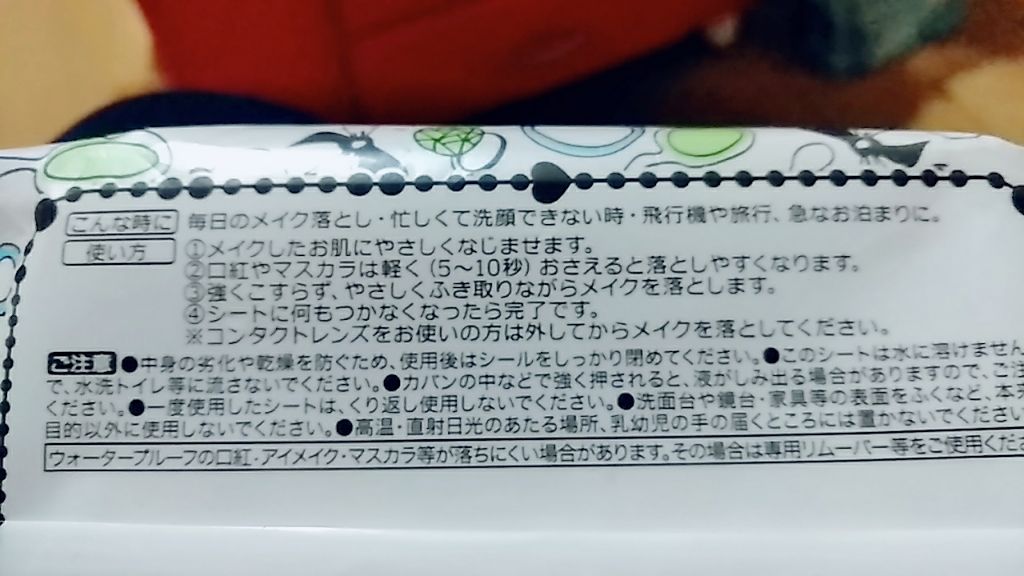 こんな時に 毎日のメイク落とし・忙しくて洗顔できない時・飛行機や旅行、急なお泊まりに。
使い方 ①メイクしたお肌にやさしくなじませます。
②口紅やマスカラは軽く(5～10秒)おさえると落としやすくなります。
③強くこすらず、やさしくふき取りながらメイクを落とします。
④シートに何もつかなくなったら完了です。
※コンタクトレンズをお使いの方は外してからメイクを落としてください。
ご注意 ●中身の劣化や乾燥を防ぐため、使用後はシールをしっかり閉めてください。●このシートは水に溶けません
で、水洗トイレ等に流さないでください。●カバンの中などで強く押されると、液がしみ出る場合がありますので、ご注
ください。●一度使用したシートは、くり返し使用しないでください。●洗面台や鏡台・家具等の表面をふくなど、本来
目的以外に使用しないでください。●高温・直射日光のあたる場所、乳幼児の手の届くところには置かないでください
ウォータープルーフの口紅・アイメイク・マスカラ等が落ちにくい場合があります。その場合は専用リムーバー等をご使用くださ